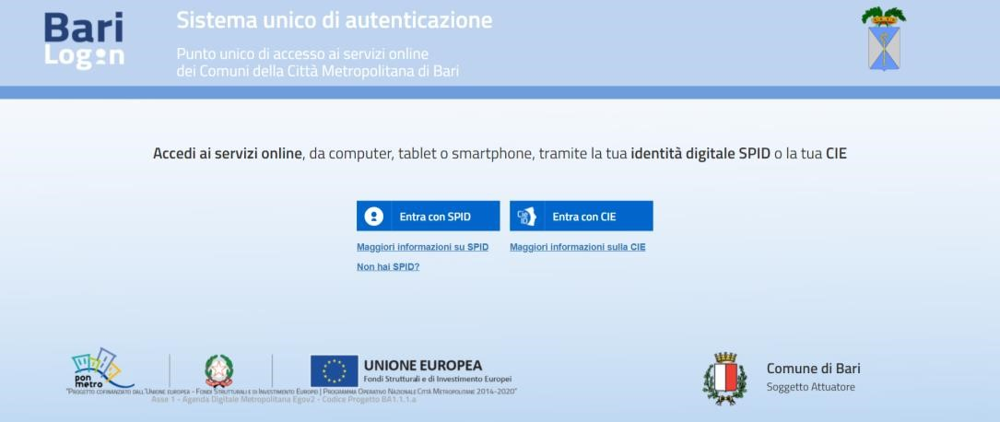 Bari
Login
Sistema unico di autenticazione
Punto unico di accesso ai servizi online
dei Comuni della Città Metropolitana di Bari
Accedi ai servizi online, da computer, tablet o smartphone, tramite la tua identità digitale SPID o la tua CIE
Entra con SPID
Entra con CIE
Maggiori informazioni su SPID
Maggiori informazioni sulla CIE
Non hai SPID?
pon
metro
UNIONE EUROPEA
Fondi Strutturali e di Investimento Europei
"Progetto cofinanziato dall'Unione europea - Fondi Strutturali e di Investimento Europei | Programma Operativo Nazionale Città Metropolitane 2014-2020"
Asse 1 - Agenda Digitale Metropolitana Egov2 - Codice Progetto BA1.1.1.a
Comune di Bari
Soggetto Attuatore